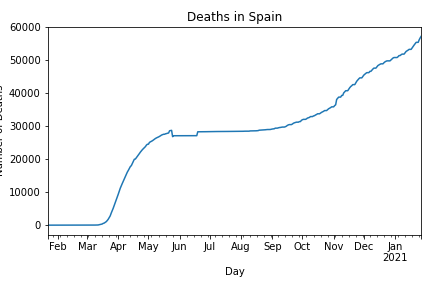 Deaths in Spain
60000
50000
40000
30000
20000
10000
0
Number of Deaths
Feb Mar Apr May Jun Jul Aug Sep Oct Nov Dec Jan
2021
Day